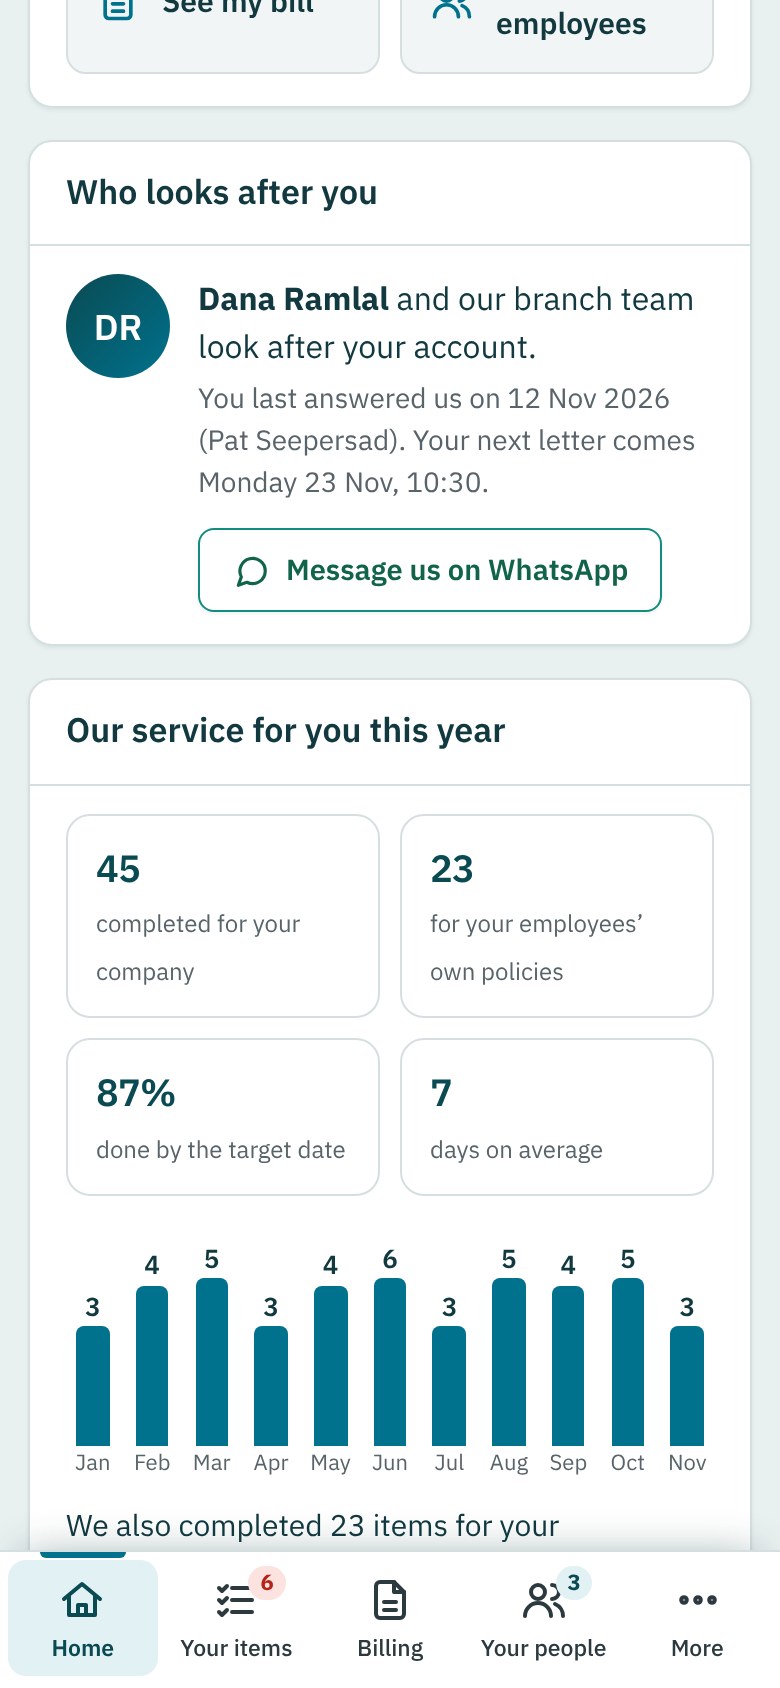 See my bill
employees
Who looks after you
DR
Dana Ramlal and our branch team
look after your account.
You last answered us on 12 Nov 2026
(Pat Seepersad). Your next letter comes
Monday 23 Nov, 10:30.
Message us on WhatsApp
Our service for you this year
45
completed for your
company
23
for your employees’
own policies
87%
done by the target date
7
days on average
3 4 5 3 4 6 3 5 4 5 3
Jan Feb Mar Apr May Jun Jul Aug Sep Oct Nov
We also completed 23 items for your
6
3
Home Your items Billing Your people More